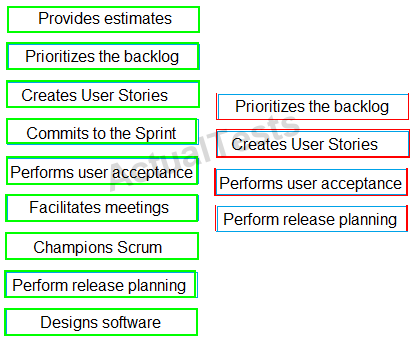 Provides estimates
Prioritizes the backlog
Creates User Stories
Commits to the Sprint
Performs user acceptance
Facilitates meetings
Champions Scrum
Perform release planning
Designs software
Prioritizes the backlog
Creates User Stories
Performs user acceptance
Perform release planning
ActualTests